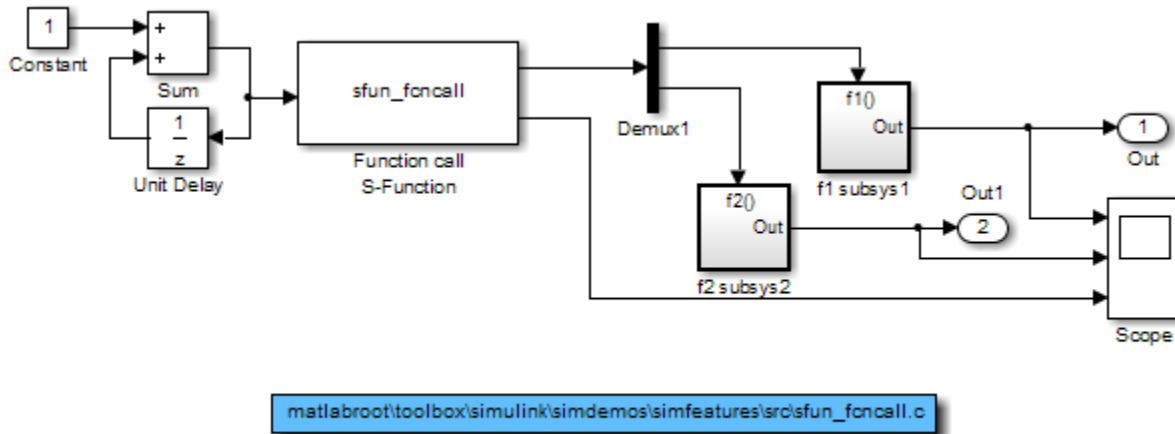 1
Constant
+
+
Sum
1
z
Unit Delay
sfun_fcncall
Function call
S-Function
Demux1
f1()
Out
f1 subsys1
1
Out
f2()
Out
f2 subsys2
Out1
2
Scope
matlabroot\toolbox\simulink\simdemos\simfeatures\src\sfun_fcncall.c